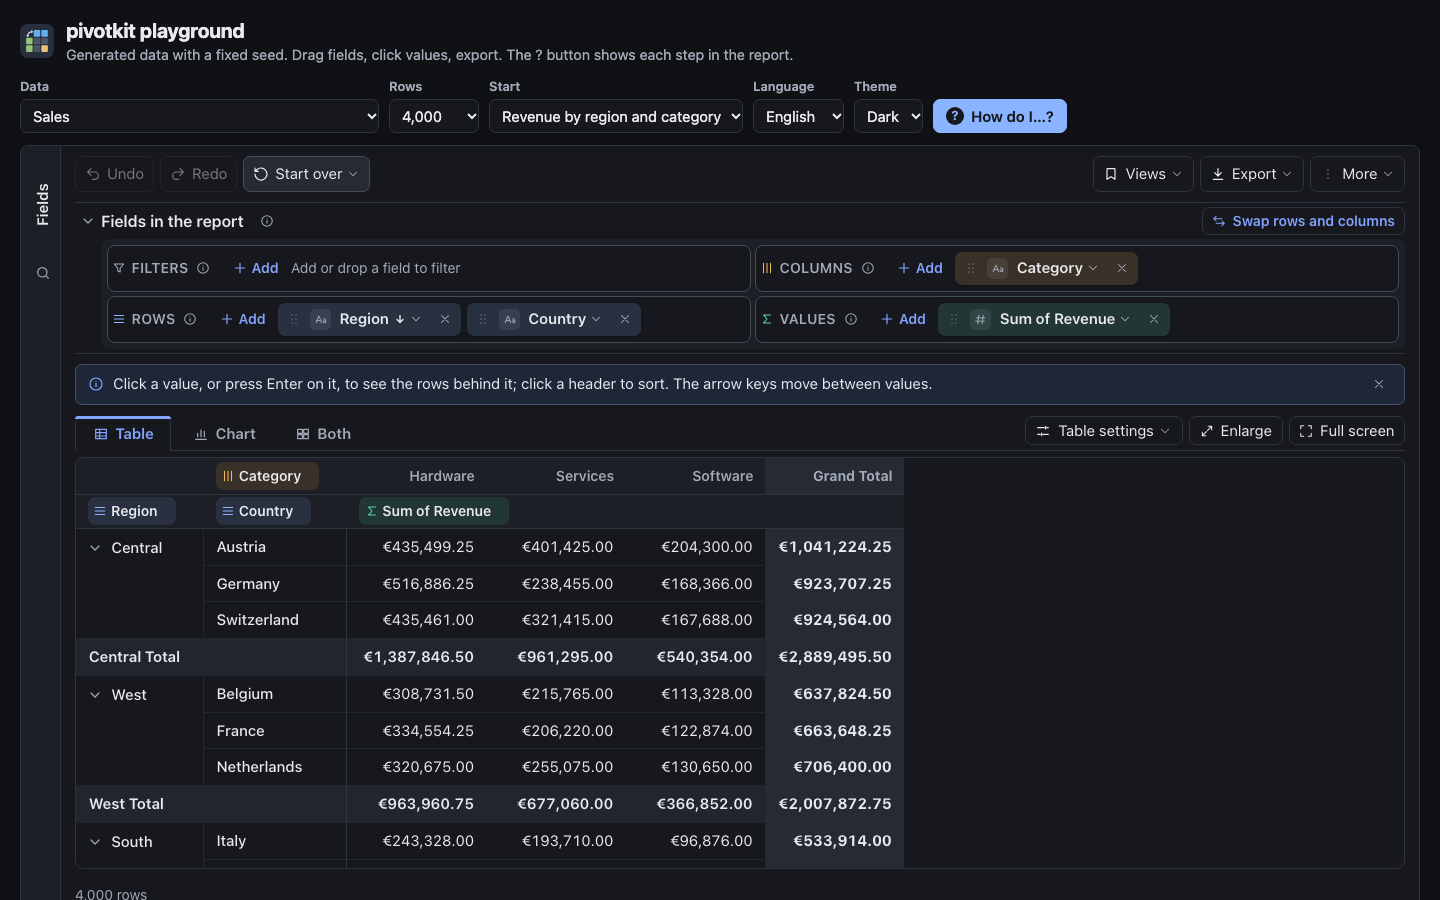 pivotkit playground
Generated data with a fixed seed. Drag fields, click values, export. The ? button shows each step in the report.
Data Rows Start Language Theme
Sales 4,000 Revenue by region and category English Dark ? How do I...?
Fields
Undo Redo Start over Views Export More
Fields in the report Swap rows and columns
FILTERS + Add Add or drop a field to filter COLUMNS + Add Aa Category
ROWS + Add Aa Region ↓ Aa Country Σ VALUES + Add # Sum of Revenue
Click a value, or press Enter on it, to see the rows behind it; click a header to sort. The arrow keys move between values.
Table Chart Both Table settings Enlarge Full screen
Category Hardware Services Software Grand Total
Region Country Σ Sum of Revenue
Central Austria €435,499.25 €401,425.00 €204,300.00 €1,041,224.25
Germany €516,886.25 €238,455.00 €168,366.00 €923,707.25
Switzerland €435,461.00 €321,415.00 €167,688.00 €924,564.00
Central Total €1,387,846.50 €961,295.00 €540,354.00 €2,889,495.50
West Belgium €308,731.50 €215,765.00 €113,328.00 €637,824.50
France €334,554.25 €206,220.00 €122,874.00 €663,648.25
Netherlands €320,675.00 €255,075.00 €130,650.00 €706,400.00
West Total €963,960.75 €677,060.00 €366,852.00 €2,007,872.75
South Italy €243,328.00 €193,710.00 €96,876.00 €533,914.00
4,000 rows